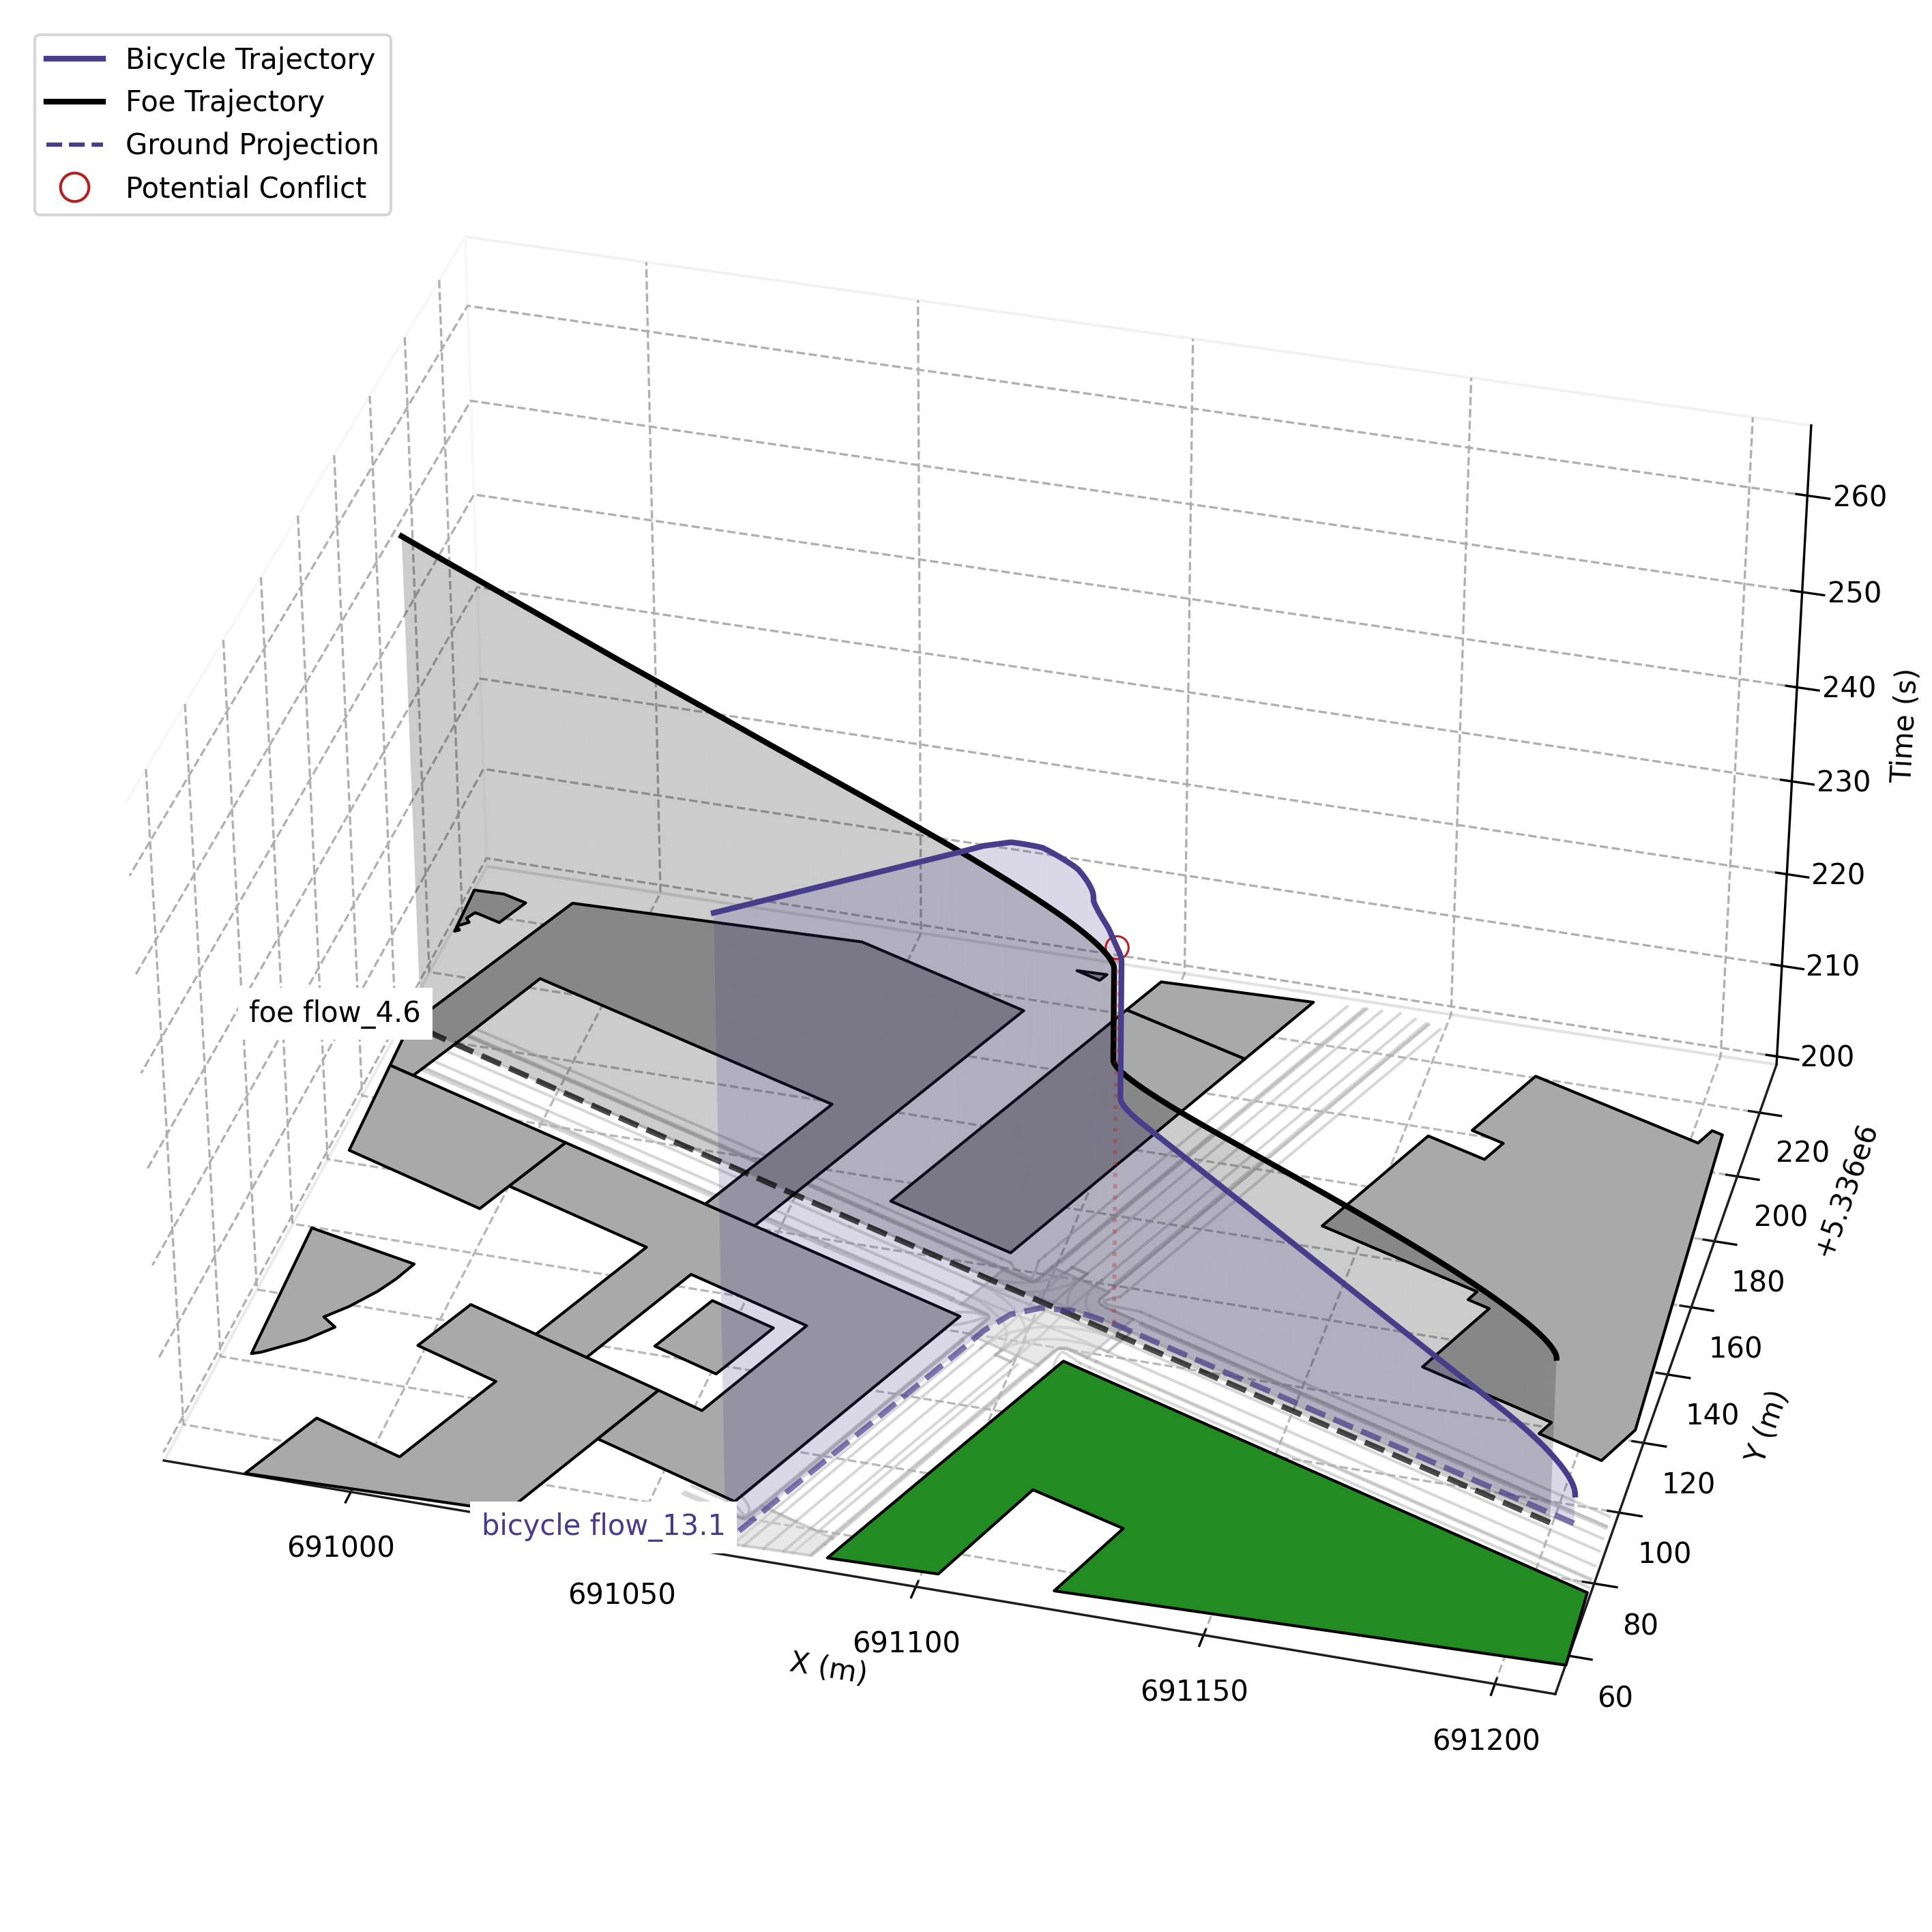 Bicycle Trajectory
Foe Trajectory
Ground Projection
Potential Conflict
260
250
240
230
220
210
200
Time (s)
foe flow_4.6
bicycle flow_13.1
220
200
180
160
140
120
100
80
60
+5.336e6
Y (m)
691000
691050
691100
691150
691200
X (m)